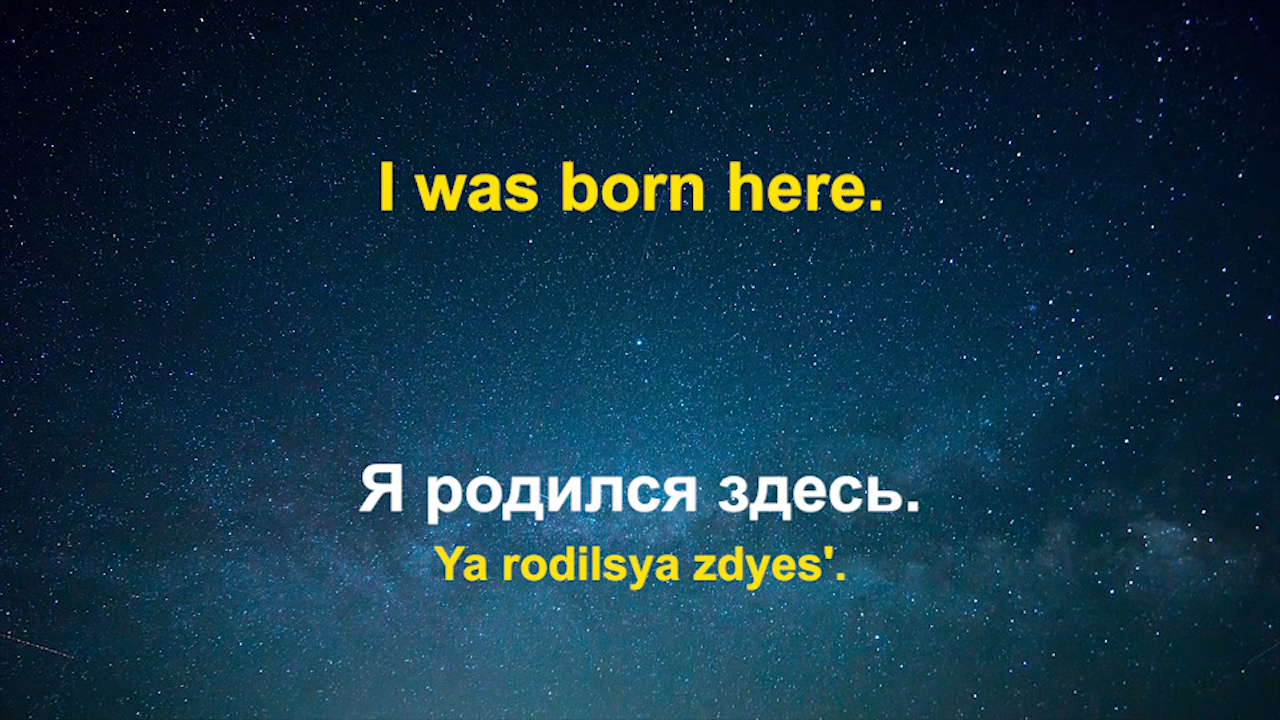 I was born here.
Я родился здесь.
Ya rodilsya zdyes'.